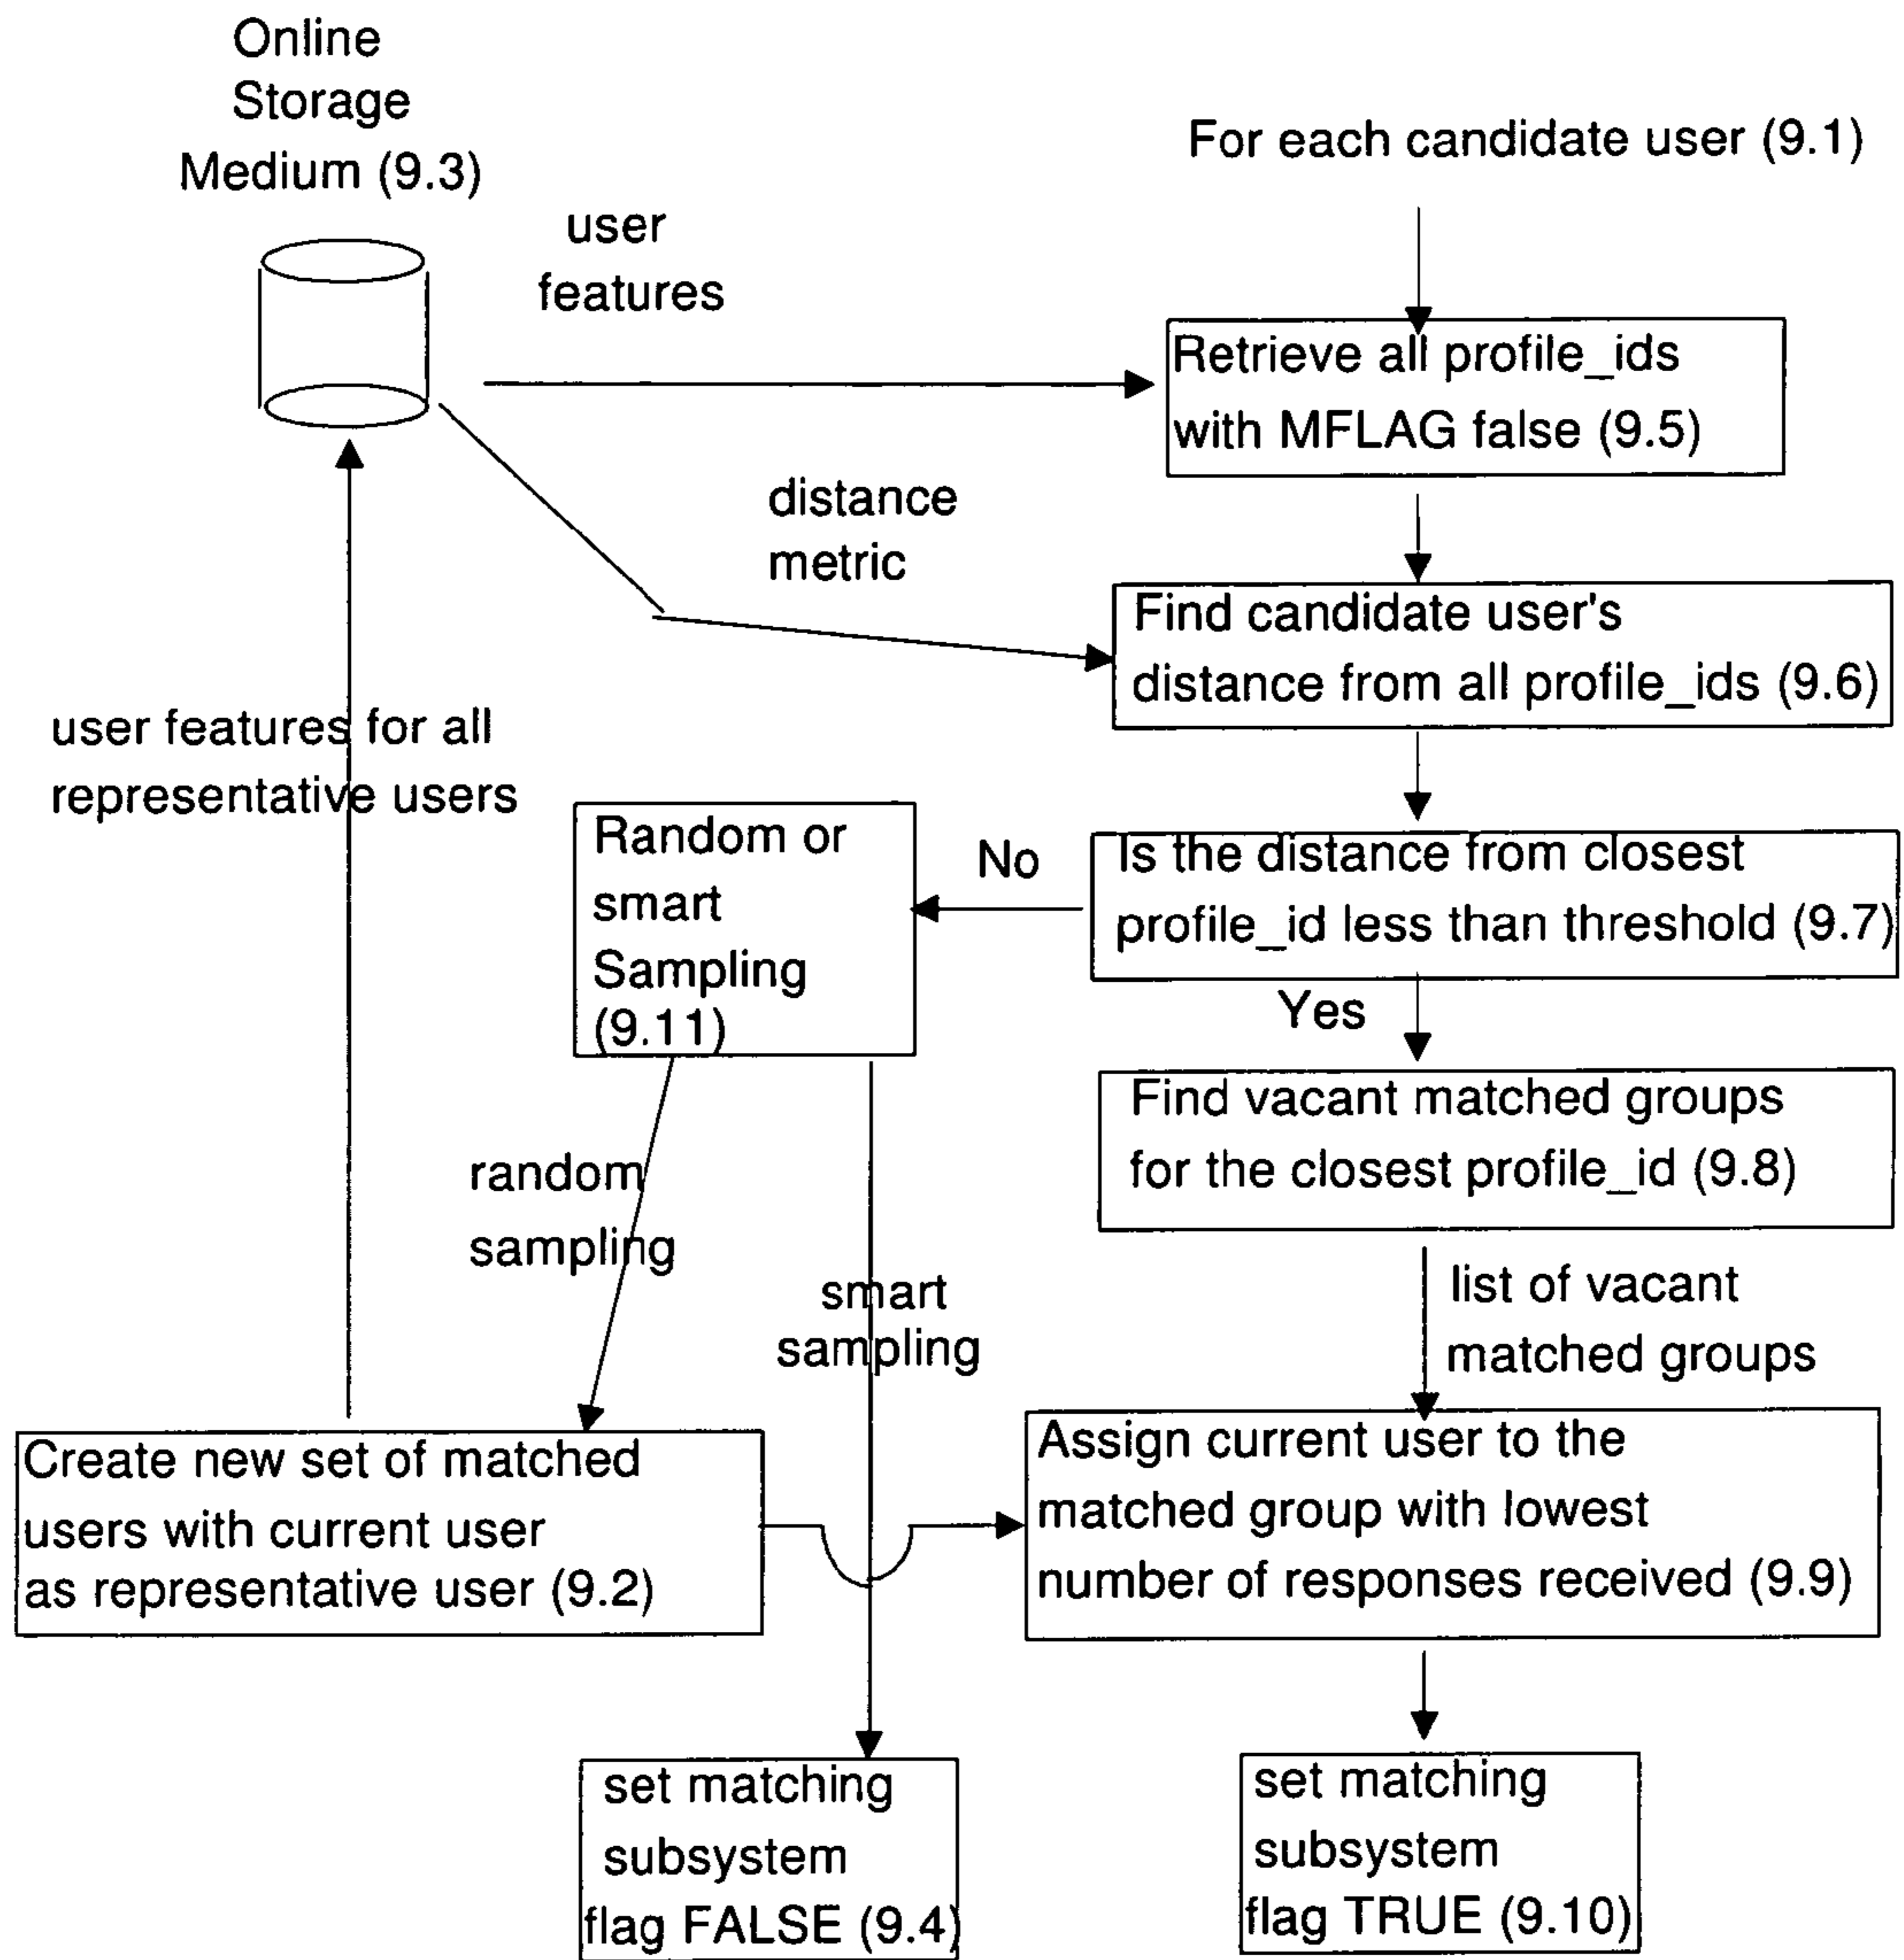 Online
Storage
Medium (9.3)
For each candidate user (9.1)
user
features
Retrieve all profile_ids
with MFLAG false (9.5)
distance
metric
Find candidate user's
distance from all profile_ids (9.6)
user features for all
representative users
Random or
smart
Sampling
(9.11)
No
Is the distance from closest
profile_id less than threshold (9.7)
Yes
Find vacant matched groups
for the closest profile_id (9.8)
random
sampling
smart
sampling
list of vacant
matched groups
Create new set of matched
users with current user
as representative user (9.2)
Assign current user to the
matched group with lowest
number of responses received (9.9)
set matching
subsystem
flag FALSE (9.4)
set matching
subsystem
flag TRUE (9.10)